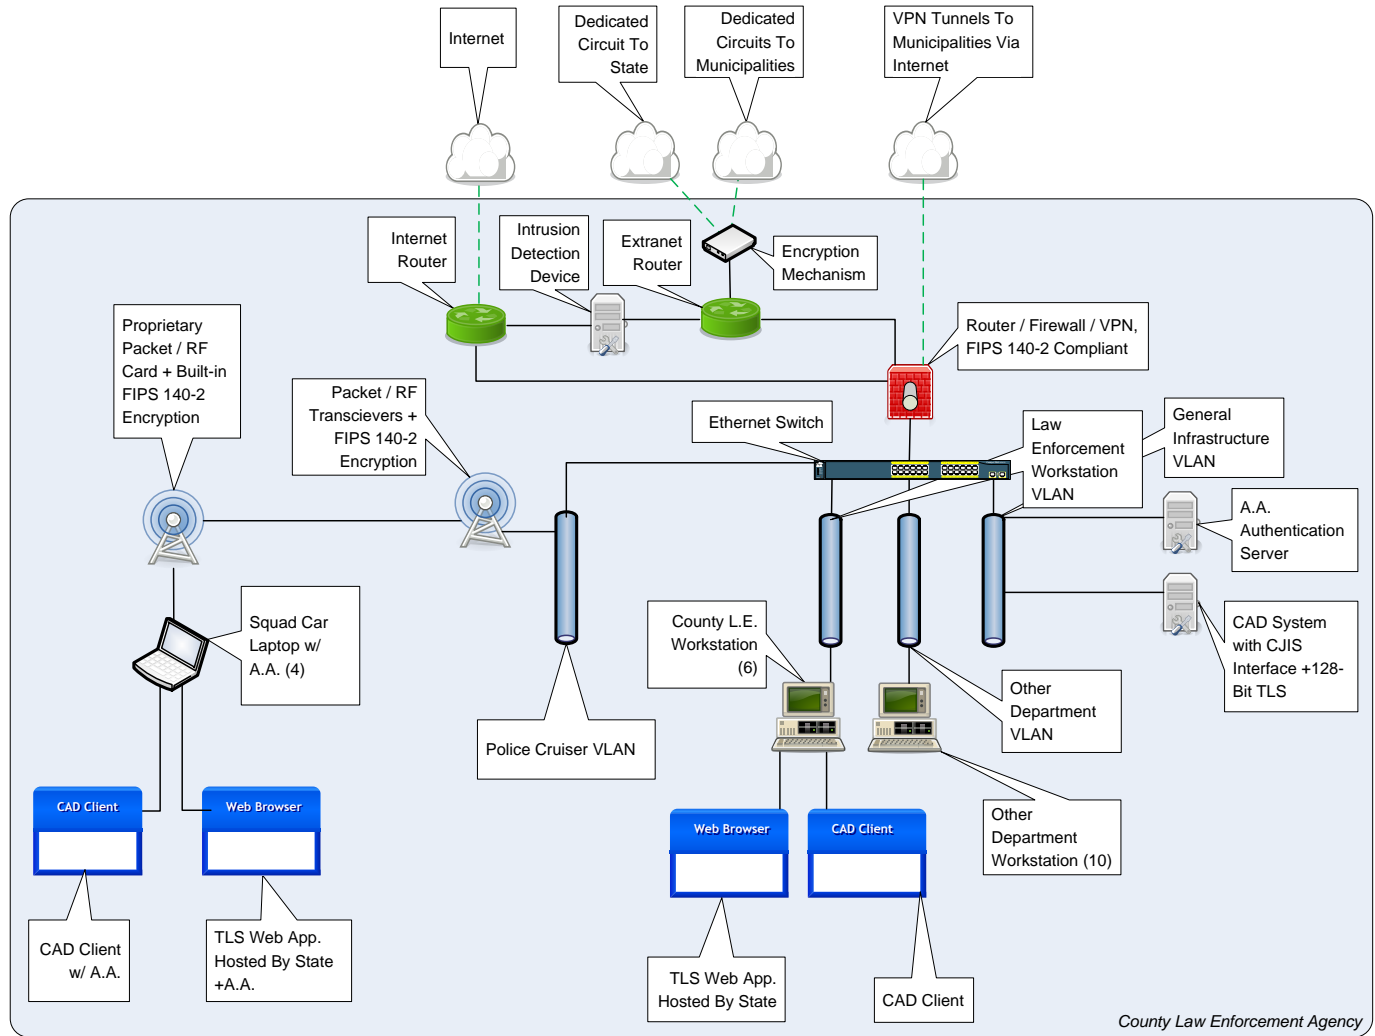 Internet
Dedicated
Circuit To
State
Dedicated
Circuits To
Municipalities
VPN Tunnels To
Municipalities Via
Internet
Internet
Router
Intrusion
Detection
Device
Extranet
Router
Encryption
Mechanism
Proprietary
Packet / RF
Card + Built-in
FIPS 140-2
Encryption
Packet / RF
Transcievers +
FIPS 140-2
Encryption
Router / Firewall / VPN,
FIPS 140-2 Compliant
Ethernet Switch
Law
Enforcement
Workstation
VLAN
General
Infrastructure
VLAN
A.A.
Authentication
Server
Squad Car
Laptop w/
A.A. (4)
County L.E.
Workstation
(6)
CAD System
with CJIS
Interface +128-
Bit TLS
Police Cruiser VLAN
Other
Department
VLAN
CAD Client
Web Browser
Web Browser
CAD Client
Other
Department
Workstation (10)
CAD Client
w/ A.A.
TLS Web App.
Hosted By State
+A.A.
TLS Web App.
Hosted By State
CAD Client
County Law Enforcement Agency